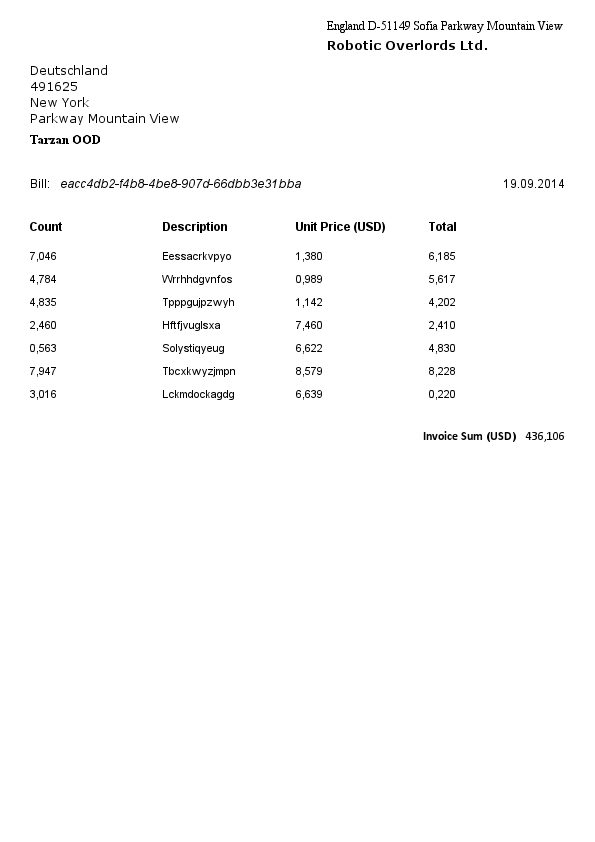 England D-51149 Sofia Parkway Mountain View
Robotic Overlords Ltd.
Deutschland
491625
New York
Parkway Mountain View
Tarzan OOD
Bill: eacc4db2-f4b8-4be8-907d-66dbb3e31bba 19.09.2014
Count Description Unit Price (USD) Total
7,046 Eessacrkvpyo 1,380 6,185
4,784 Wrrhhdgvnfos 0,989 5,617
4,835 Tpppgujpzwyh 1,142 4,202
2,460 Hftfjvuglsxa 7,460 2,410
0,563 Solystiqyeug 6,622 4,830
7,947 Tbcxkwyzjmpn 8,579 8,228
3,016 Lckmdockagdg 6,639 0,220
Invoice Sum (USD) 436,106